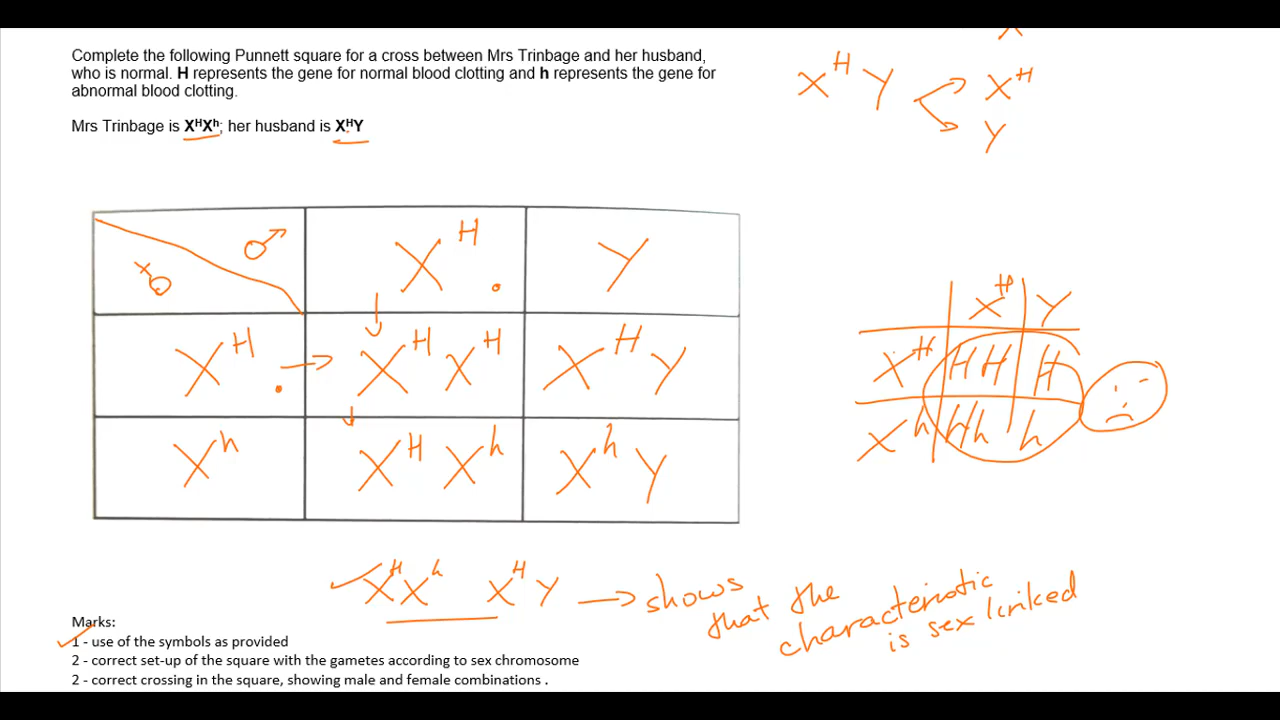 Complete the following Punnett square for a cross between Mrs Trinbage and her husband,
who is normal. H represents the gene for normal blood clotting and h represents the gene for
abnormal blood clotting.
Mrs Trinbage is XᴴXʰ; her husband is XᴴY
XᴴY
Xᴴ
Y
♂
♀
Xᴴ
Y
Xᴴ
XᴴXᴴ
XᴴY
Xʰ
XᴴXʰ
XʰY
Xᴴ Y
Xᴴ HH H
Xʰ Hh h
XᴴXʰ XᴴY → shows
that the
characteristic
is sex linked
Marks:
1 - use of the symbols as provided
2 - correct set-up of the square with the gametes according to sex chromosome
2 - correct crossing in the square, showing male and female combinations .